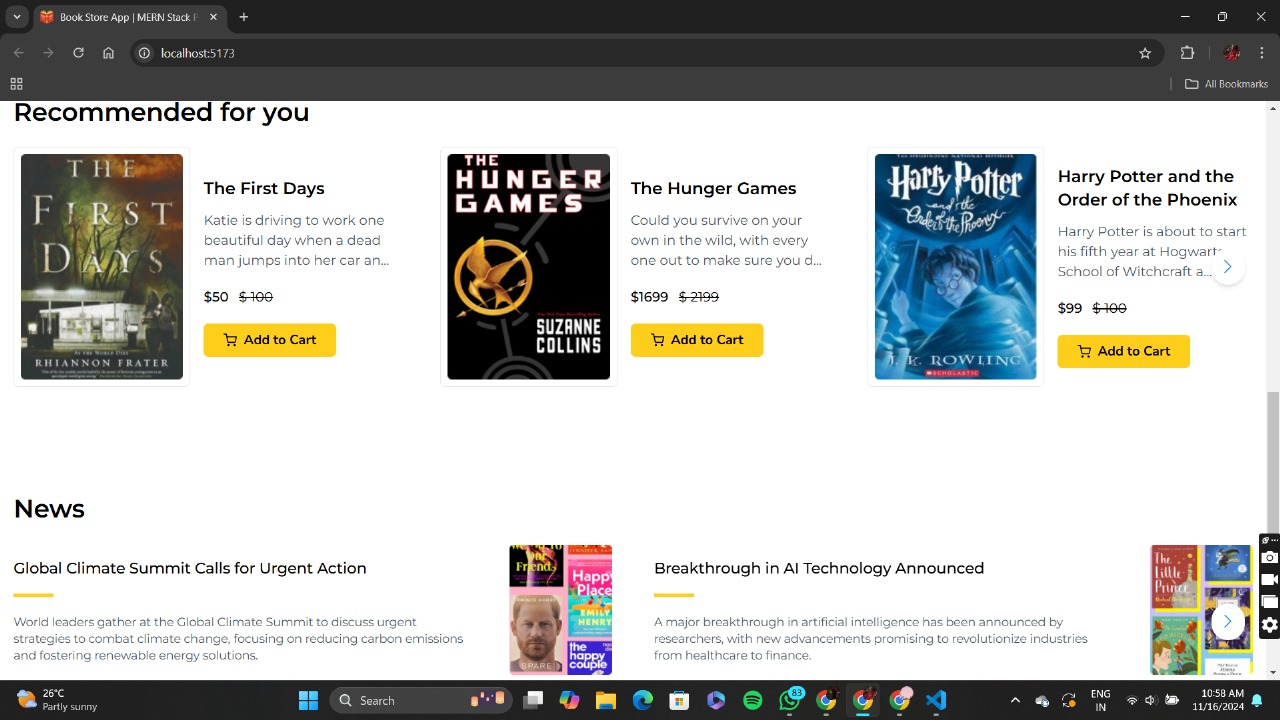 Book Store App | MERN Stack P
localhost:5173
All Bookmarks
Recommended for you
THE
FIRST
DAYS
AS THE WORLD DIES
RHIANNON FRATER
The First Days
Katie is driving to work one
beautiful day when a dead
man jumps into her car an...
$50 $ 100
Add to Cart
THE
HUNGER
GAMES
SUZANNE
COLLINS
The Hunger Games
Could you survive on your
own in the wild, with every
one out to make sure you d...
$1699 $ 2199
Add to Cart
Harry Potter
and the
Order of the Phoenix
J. K. ROWLING
SCHOLASTIC
Harry Potter and the
Order of the Phoenix
Harry Potter is about to start
his fifth year at Hogwarts
School of Witchcraft a...
$99 $ 100
Add to Cart
News
Global Climate Summit Calls for Urgent Action
World leaders gather at the Global Climate Summit to discuss urgent
strategies to combat climate change, focusing on reducing carbon emissions
and fostering renewable energy solutions.
Our
Friends
PRINCE HARRY
SPARE
Happy
Place
EMILY
HENRY
the
happy
couple
Breakthrough in AI Technology Announced
A major breakthrough in artificial intelligence has been announced by
researchers, with new advancements promising to revolutionize industries
from healthcare to finance.
The
Little
Prince
26°C
Partly sunny
Search
83
ENG
IN
10:58 AM
11/16/2024